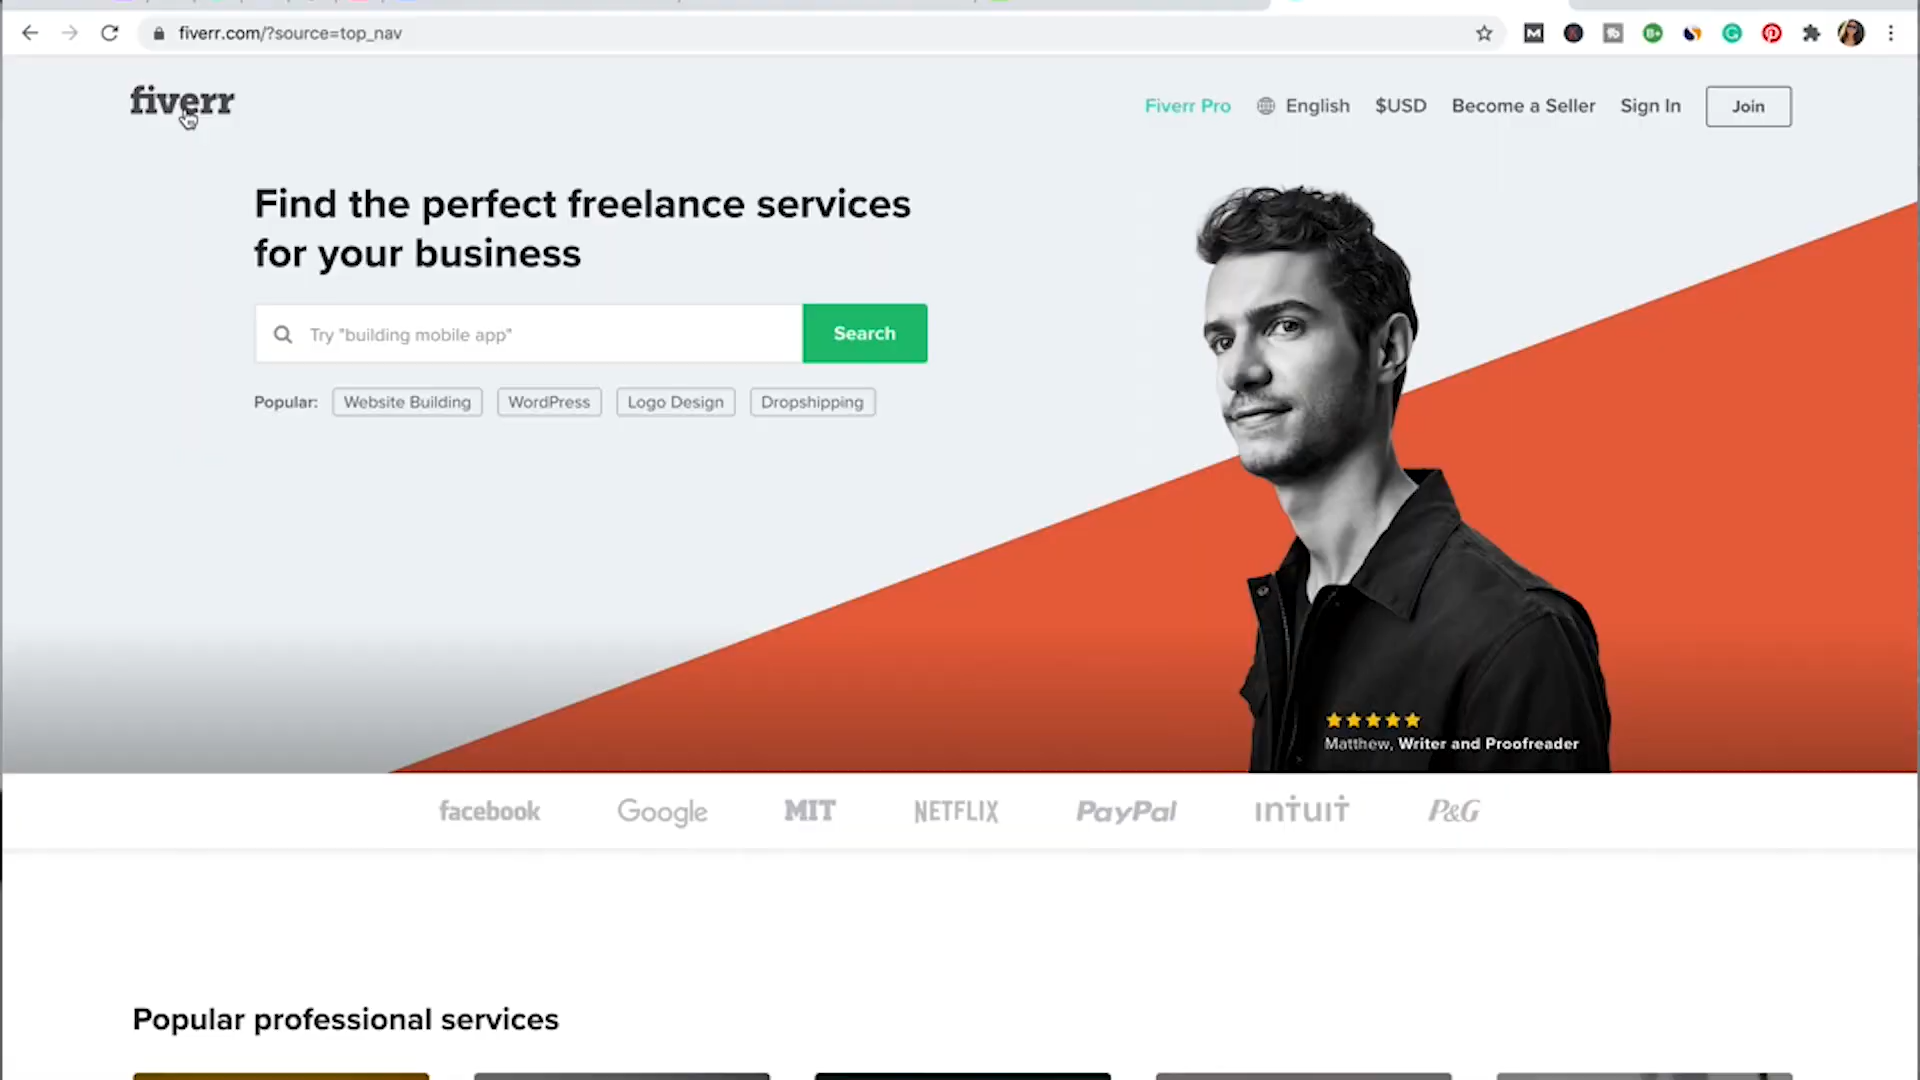 fiverr.com/?source=top_nav
fiverr
Fiverr Pro
English
$USD
Become a Seller
Sign In
Join
Find the perfect freelance services
for your business
Try "building mobile app"
Search
Popular:
Website Building
WordPress
Logo Design
Dropshipping
Matthew, Writer and Proofreader
facebook
Google
MIT
NETFLIX
PayPal
intuit
P&G
Popular professional services